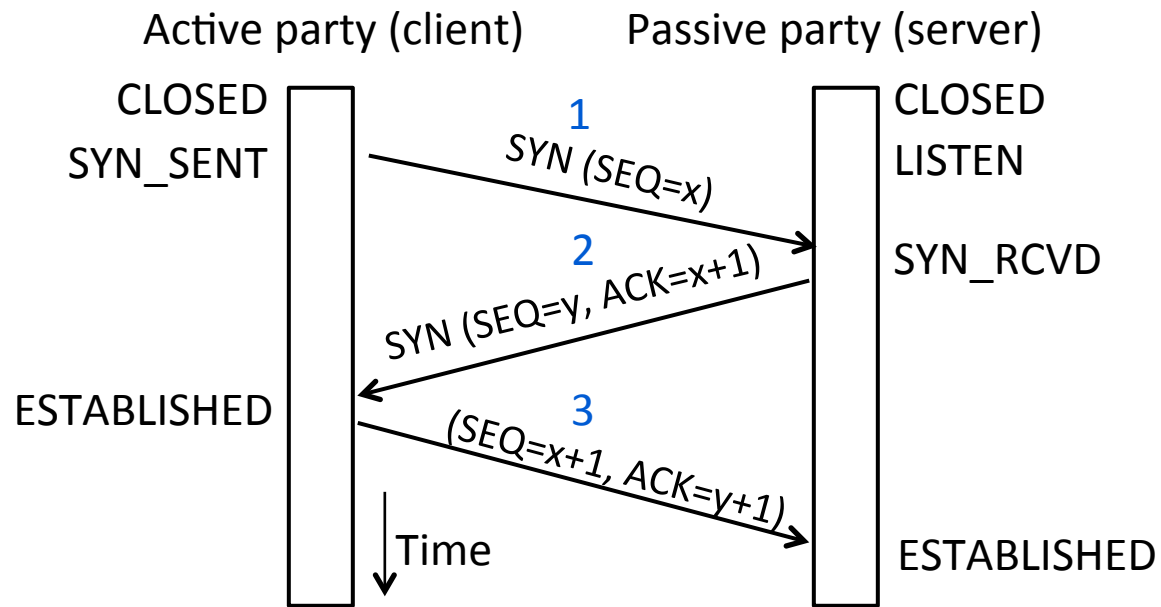 Active party (client)
Passive party (server)
CLOSED
CLOSED
1
SYN_SENT
SYN (SEQ=x)
LISTEN
2
SYN_RCVD
SYN (SEQ=y, ACK=x+1)
ESTABLISHED
3
(SEQ=x+1, ACK=y+1)
Time
ESTABLISHED